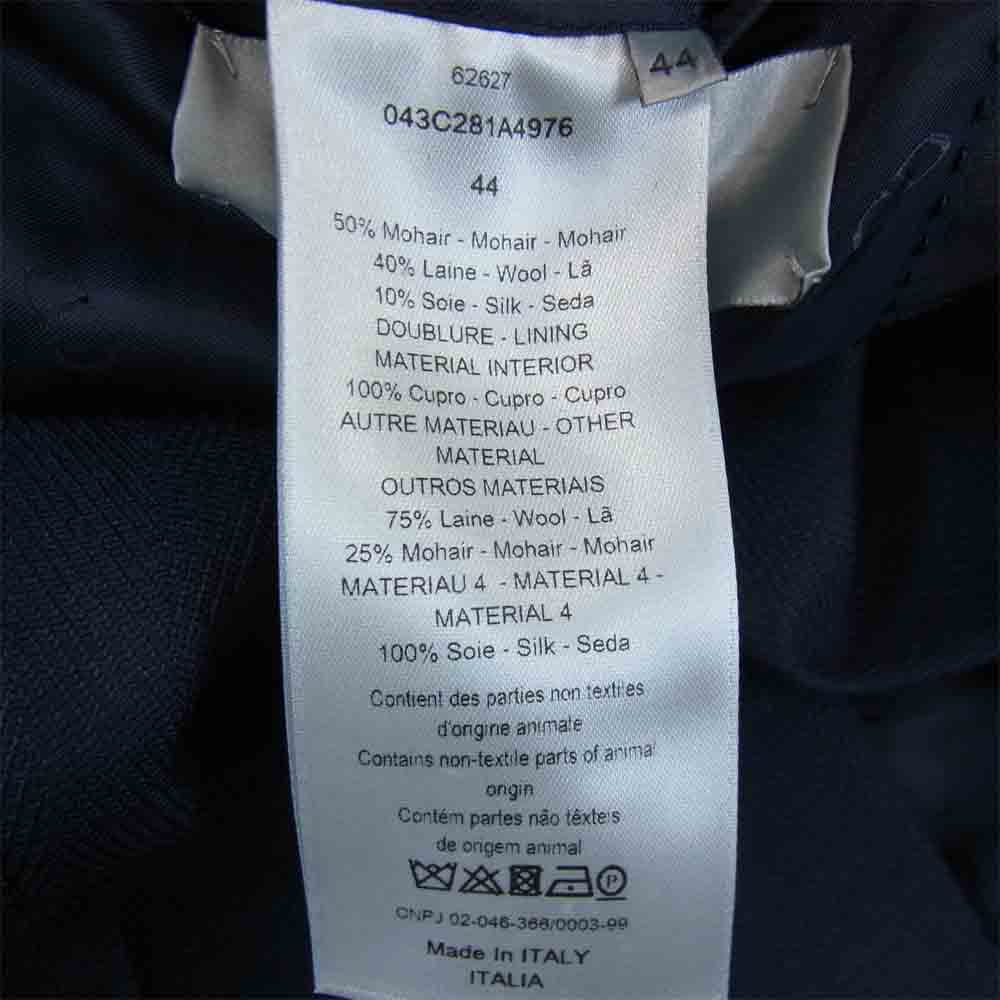 44
62627
043C281A4976
44
50% Mohair - Mohair - Mohair
40% Laine - Wool - Lã
10% Soie - Silk - Seda
DOUBLURE - LINING
MATERIAL INTERIOR
100% Cupro - Cupro - Cupro
AUTRE MATERIAU - OTHER
MATERIAL
OUTROS MATERIAIS
75% Laine - Wool - Lã
25% Mohair - Mohair - Mohair
MATERIAU 4 - MATERIAL 4 -
MATERIAL 4
100% Soie - Silk - Seda
Contient des parties non textiles
d'origine animale
Contains non-textile parts of animal
origin
Contém partes não têxteis
de origem animal
P
CNPJ 02-046-366/0003-99
Made in ITALY
ITALIA